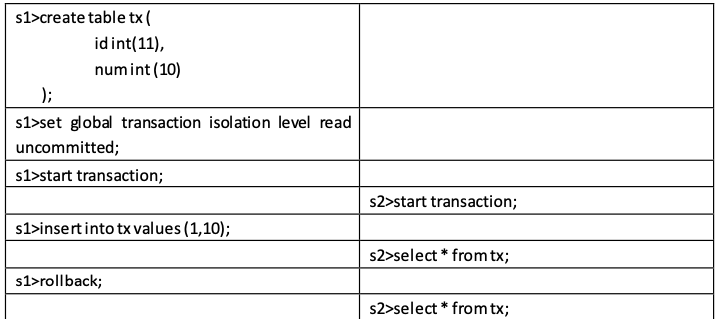 s1>create table tx (
id int(11),
num int (10)
);
s1>set global transaction isolation level read
uncommitted;
s1>start transaction;
s2>start transaction;
s1>insert into tx values (1,10);
s2>select * from tx;
s1>rollback;
s2>select * from tx;